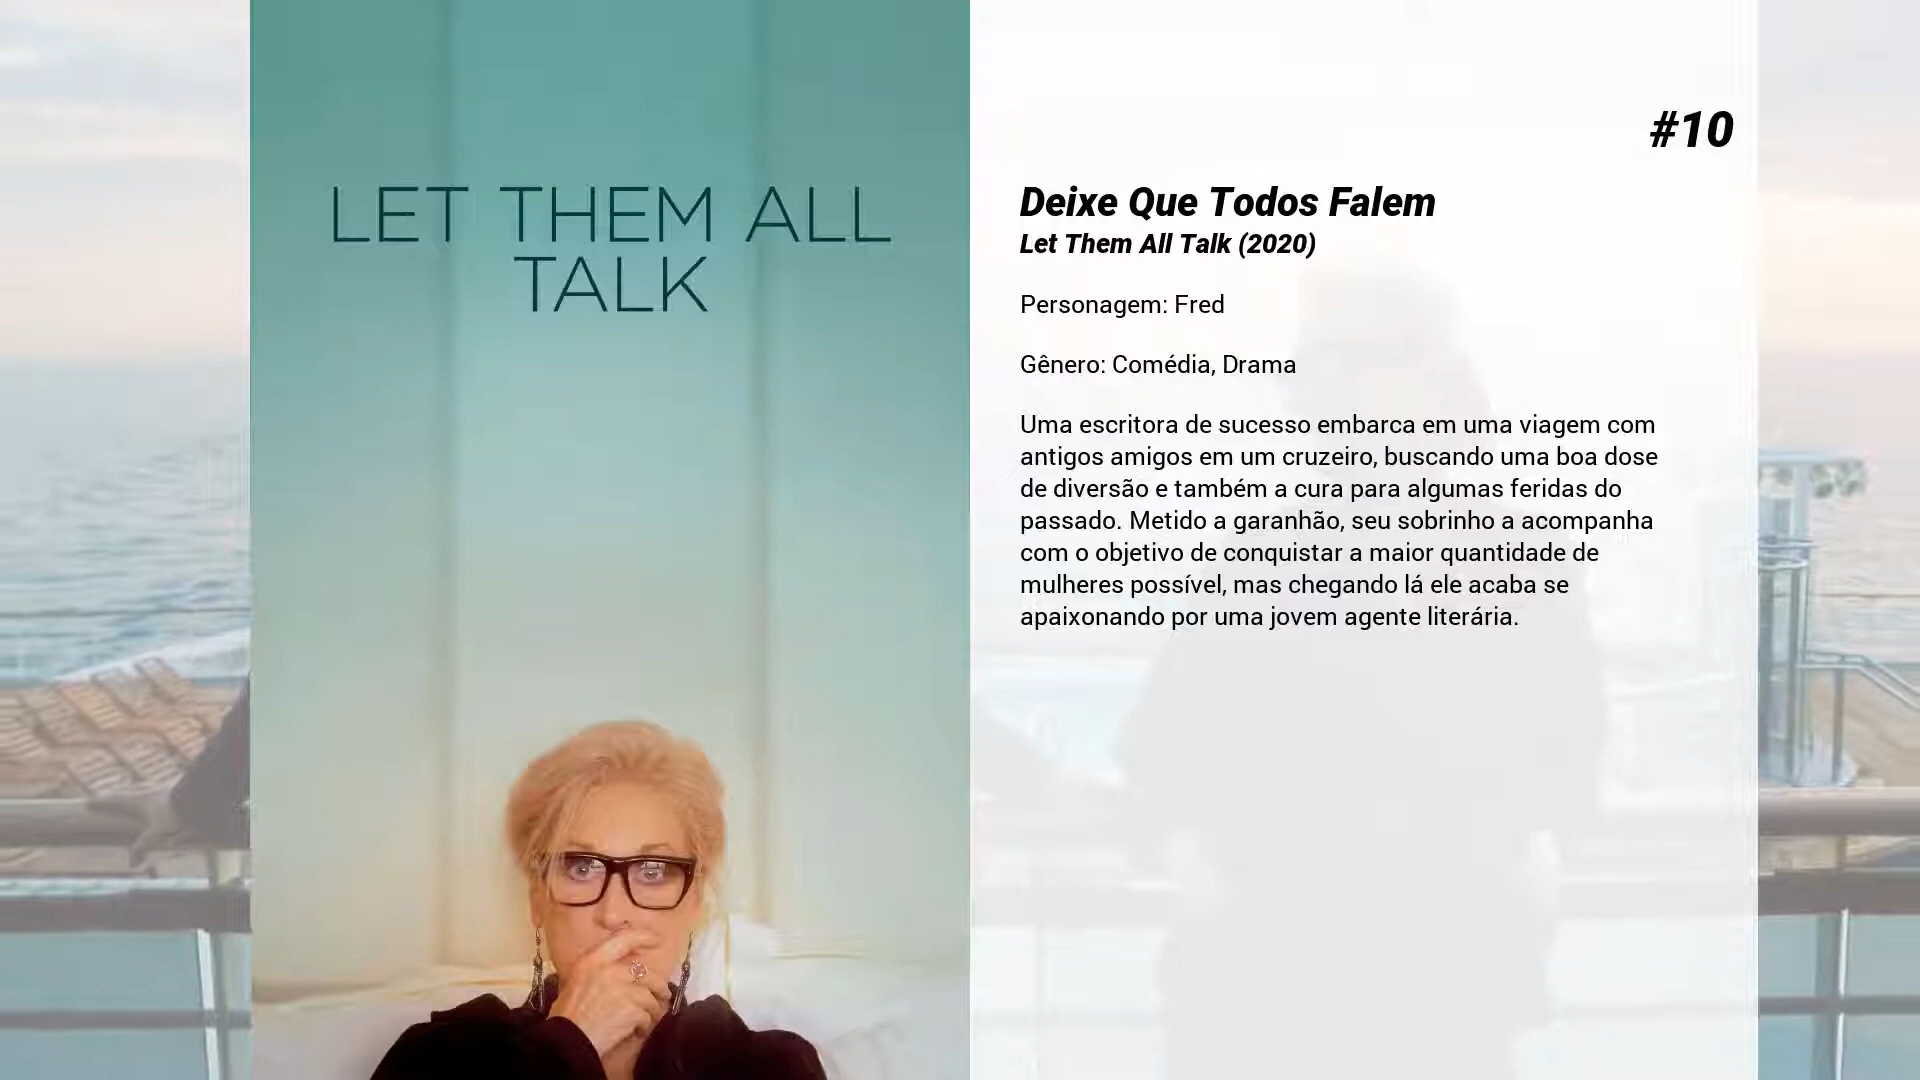 LET THEM ALL
TALK
#10
Deixe Que Todos Falem
Let Them All Talk (2020)
Personagem: Fred
Gênero: Comédia, Drama
Uma escritora de sucesso embarca em uma viagem com
antigos amigos em um cruzeiro, buscando uma boa dose
de diversão e também a cura para algumas feridas do
passado. Metido a garanhão, seu sobrinho a acompanha
com o objetivo de conquistar a maior quantidade de
mulheres possível, mas chegando lá ele acaba se
apaixonando por uma jovem agente literária.